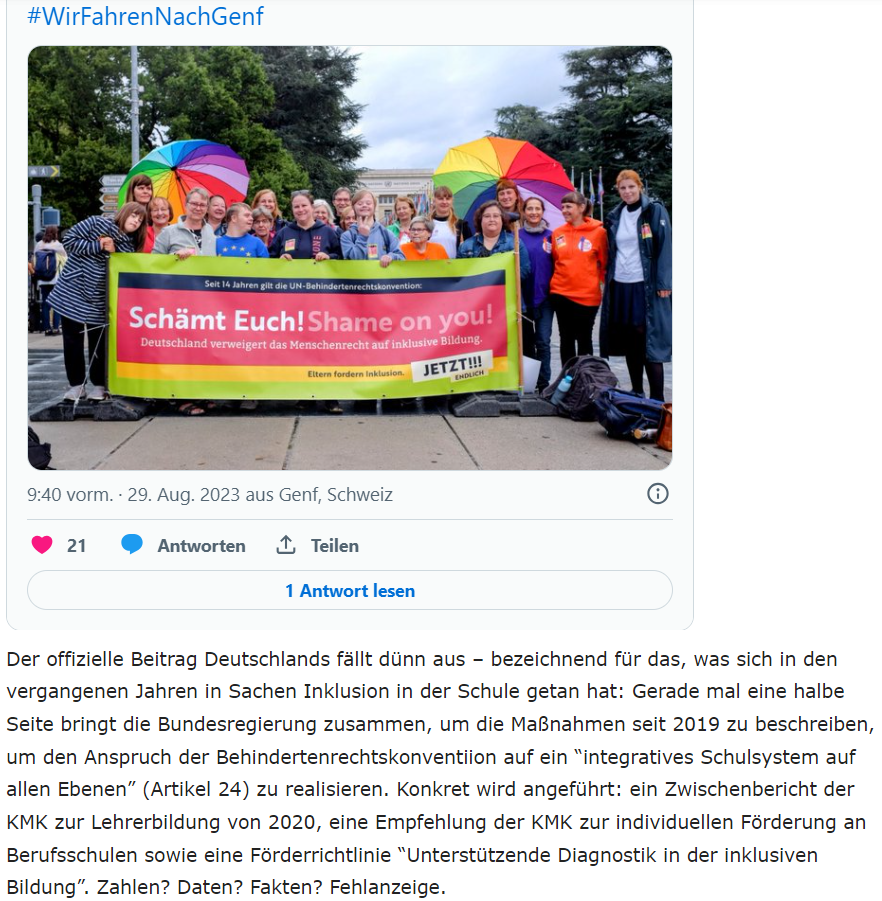 #WirFahrenNachGenf
Seit 14 Jahren gilt die UN-Behindertenrechtskonvention:
Schämt Euch! Shame on you!
Deutschland verweigert das Menschenrecht auf inklusive Bildung.
Eltern fordern Inklusion.
JETZT!!!
ENDLICH
9:40 vorm. · 29. Aug. 2023 aus Genf, Schweiz
21 Antworten Teilen
1 Antwort lesen
Der offizielle Beitrag Deutschlands fällt dünn aus – bezeichnend für das, was sich in den
vergangenen Jahren in Sachen Inklusion in der Schule getan hat: Gerade mal eine halbe
Seite bringt die Bundesregierung zusammen, um die Maßnahmen seit 2019 zu beschreiben,
um den Anspruch der Behindertenrechtskonventiion auf ein “integratives Schulsystem auf
allen Ebenen” (Artikel 24) zu realisieren. Konkret wird angeführt: ein Zwischenbericht der
KMK zur Lehrerbildung von 2020, eine Empfehlung der KMK zur individuellen Förderung an
Berufsschulen sowie eine Förderrichtlinie “Unterstützende Diagnostik in der inklusiven
Bildung”. Zahlen? Daten? Fakten? Fehlanzeige.